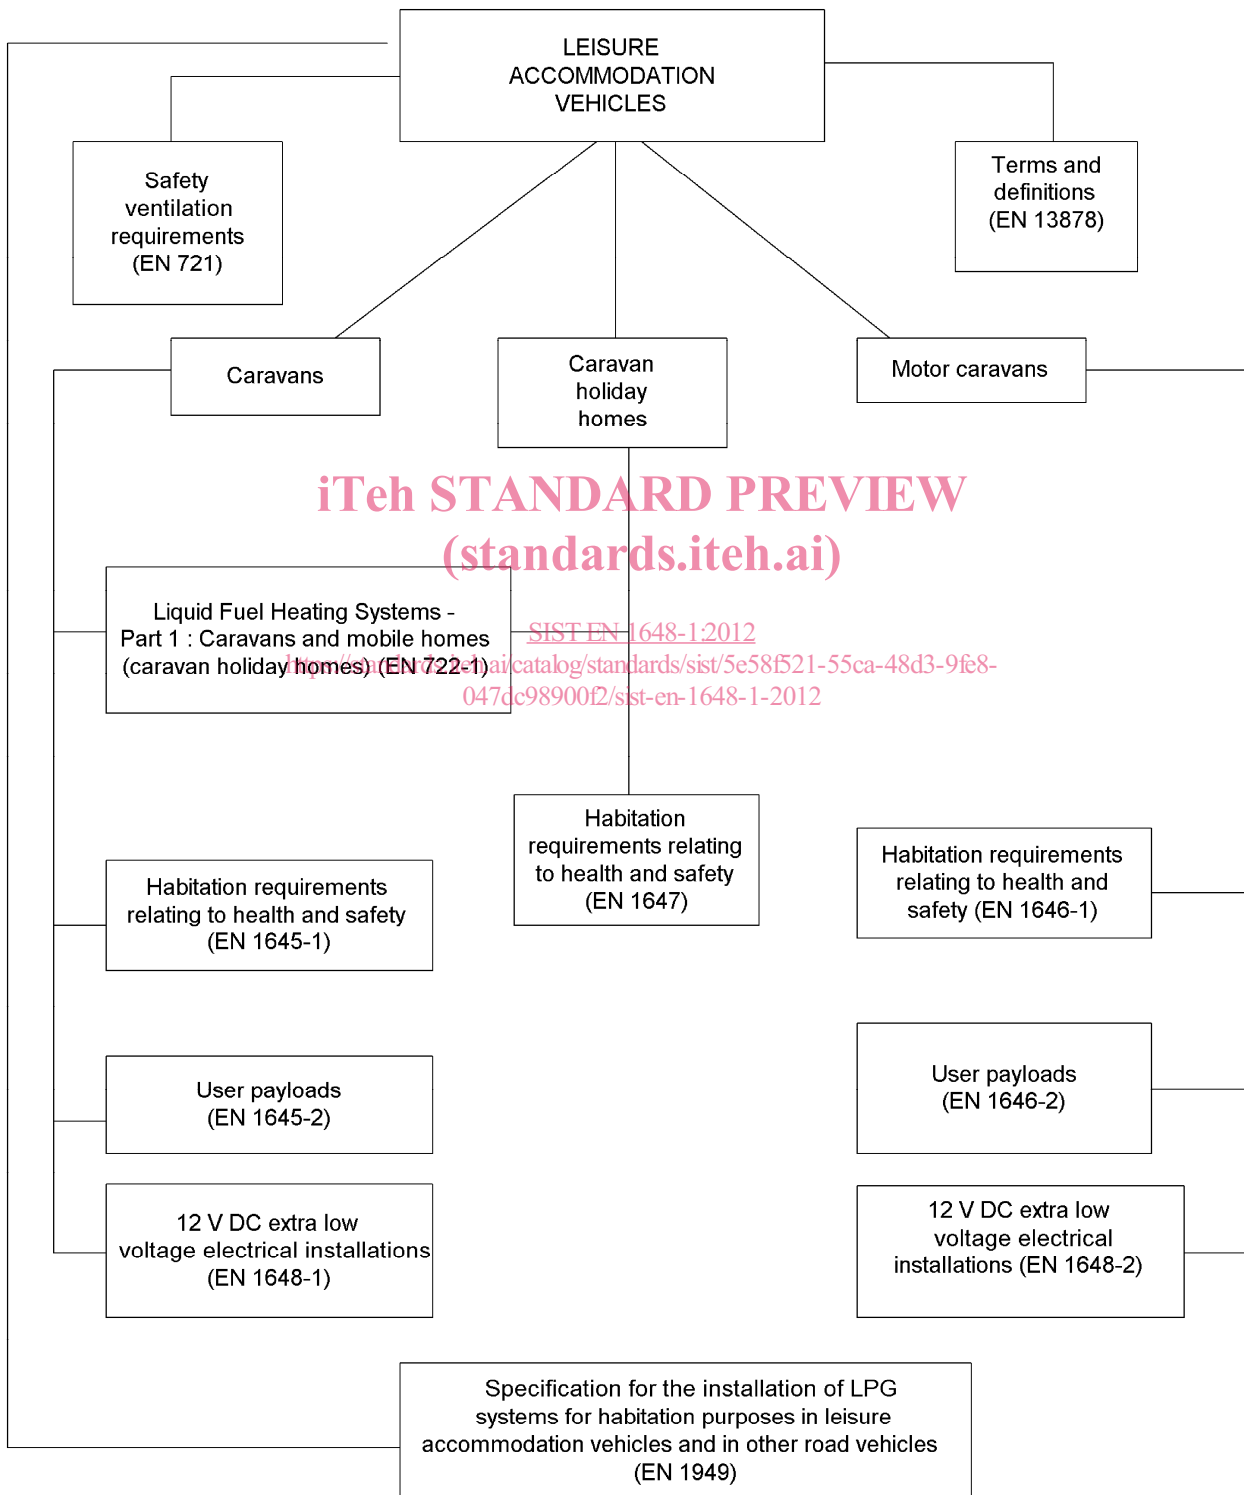 LEISURE
ACCOMMODATION
VEHICLES
Safety
ventilation
requirements
(EN 721)
Terms and
definitions
(EN 13878)
Caravans
Caravan
holiday
homes
Motor caravans
iTeh STANDARD PREVIEW
(standards.iteh.ai)
Liquid Fuel Heating Systems -
Part 1 : Caravans and mobile homes
(caravan holiday homes) (EN 722-1)
SIST EN 1648-1:2012
https://standards.iteh.ai/catalog/standards/sist/5e58f521-55ca-48d3-9fe8-
047dc98900f2/sist-en-1648-1-2012
Habitation
requirements relating
to health and safety
(EN 1647)
Habitation requirements
relating to health and
safety (EN 1646-1)
Habitation requirements
relating to health and safety
(EN 1645-1)
User payloads
(EN 1645-2)
User payloads
(EN 1646-2)
12 V DC extra low
voltage electrical installations
(EN 1648-1)
12 V DC extra low
voltage electrical
installations (EN 1648-2)
Specification for the installation of LPG
systems for habitation purposes in leisure
accommodation vehicles and in other road vehicles
(EN 1949)